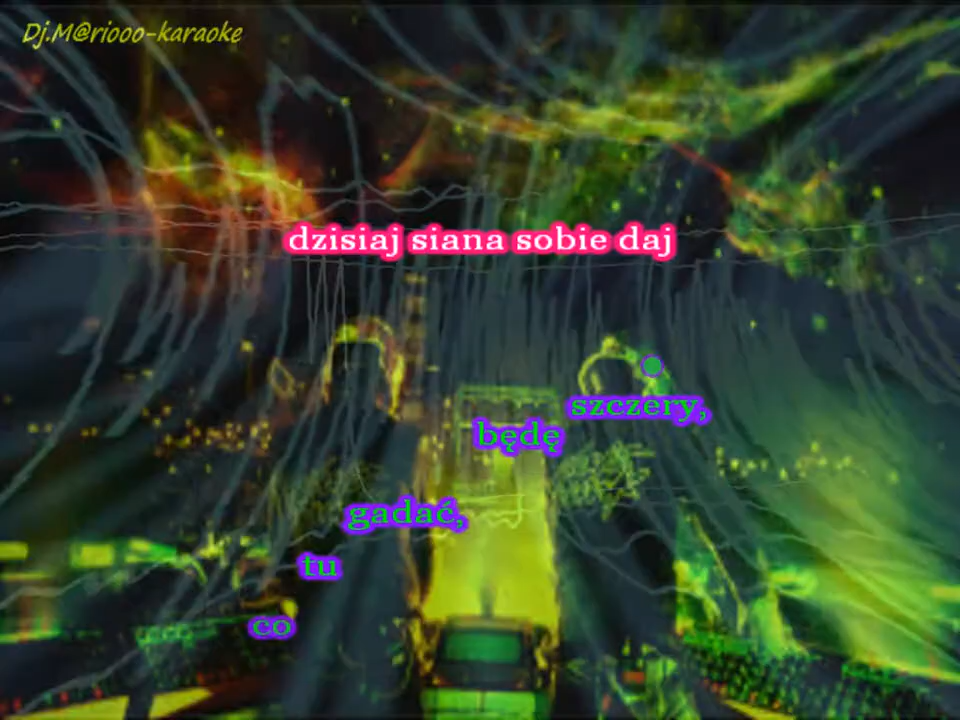 Dj.M@riooo-karaoke
dzisiaj siana sobie daj
co tu gadać, będę szczery,